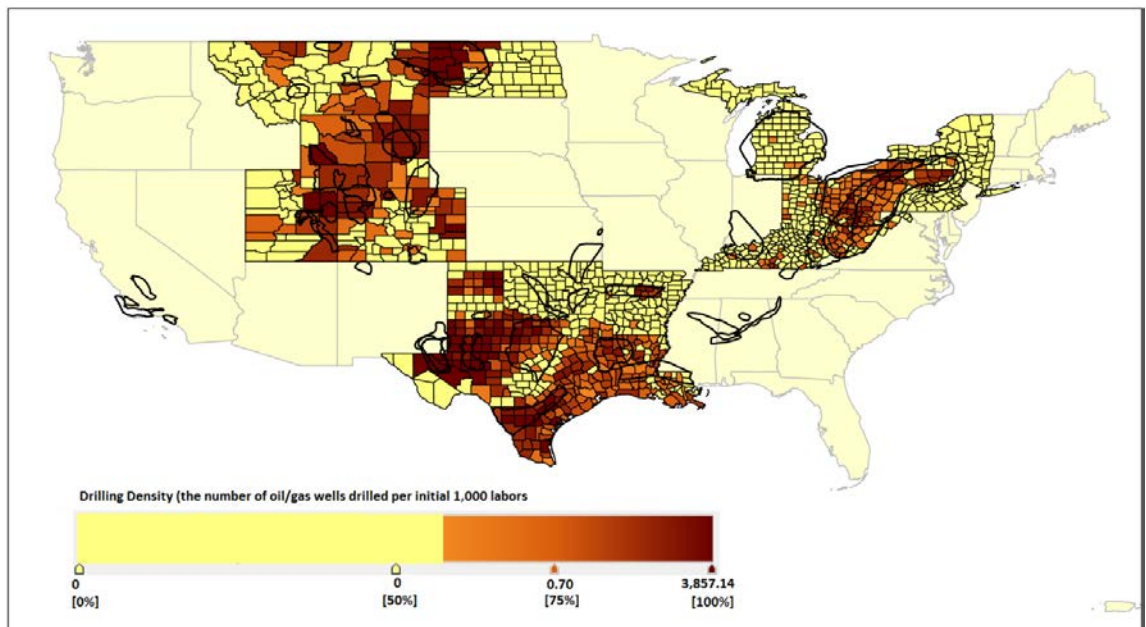 Drilling Density (the number of oil/gas wells drilled per initial 1,000 labors
0 0 0.70 3,857.14
[0%] [50%] [75%] [100%]